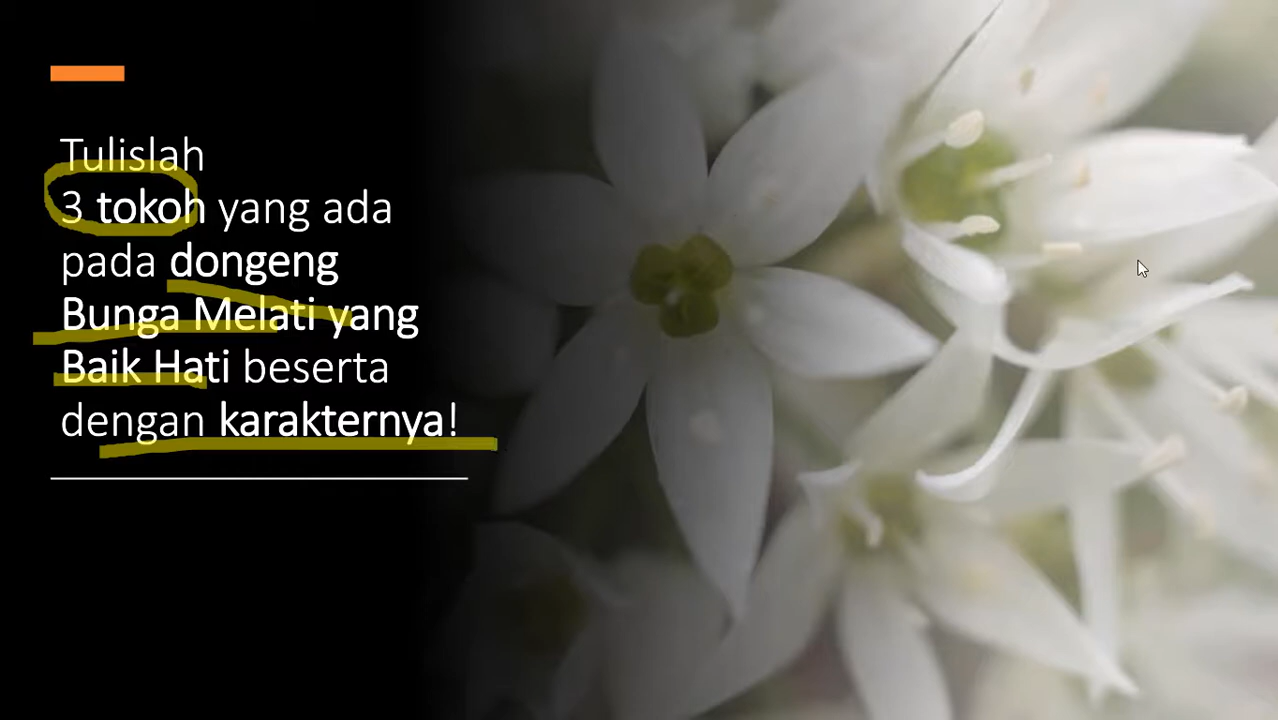 Tulislah
3 tokoh yang ada
pada dongeng
Bunga Melati yang
Baik Hati beserta
dengan karakternya!